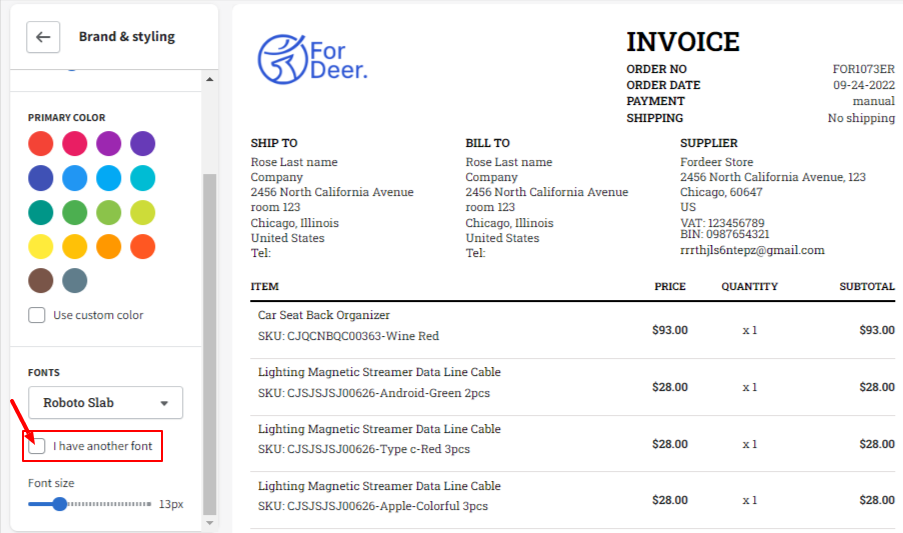 Brand & styling
PRIMARY COLOR
Use custom color
FONTS
Roboto Slab
I have another font
Font size
13px
For
Deer.
INVOICE
ORDER NO FOR1073ER
ORDER DATE 09-24-2022
PAYMENT manual
SHIPPING No shipping
SHIP TO
Rose Last name
Company
2456 North California Avenue
room 123
Chicago, Illinois
United States
Tel:
BILL TO
Rose Last name
Company
2456 North California Avenue
room 123
Chicago, Illinois
United States
Tel:
SUPPLIER
Fordeer Store
2456 North California Avenue, 123
Chicago, 60647
US
VAT: 123456789
BIN: 0987654321
rrrthjls6ntepz@gmail.com
ITEM PRICE QUANTITY SUBTOTAL
Car Seat Back Organizer
SKU: CJQCNBQC00363-Wine Red
$93.00 x 1 $93.00
Lighting Magnetic Streamer Data Line Cable
SKU: CJSJSJSJ00626-Android-Green 2pcs
$28.00 x 1 $28.00
Lighting Magnetic Streamer Data Line Cable
SKU: CJSJSJSJ00626-Type c-Red 3pcs
$28.00 x 1 $28.00
Lighting Magnetic Streamer Data Line Cable
SKU: CJSJSJSJ00626-Apple-Colorful 3pcs
$28.00 x 1 $28.00